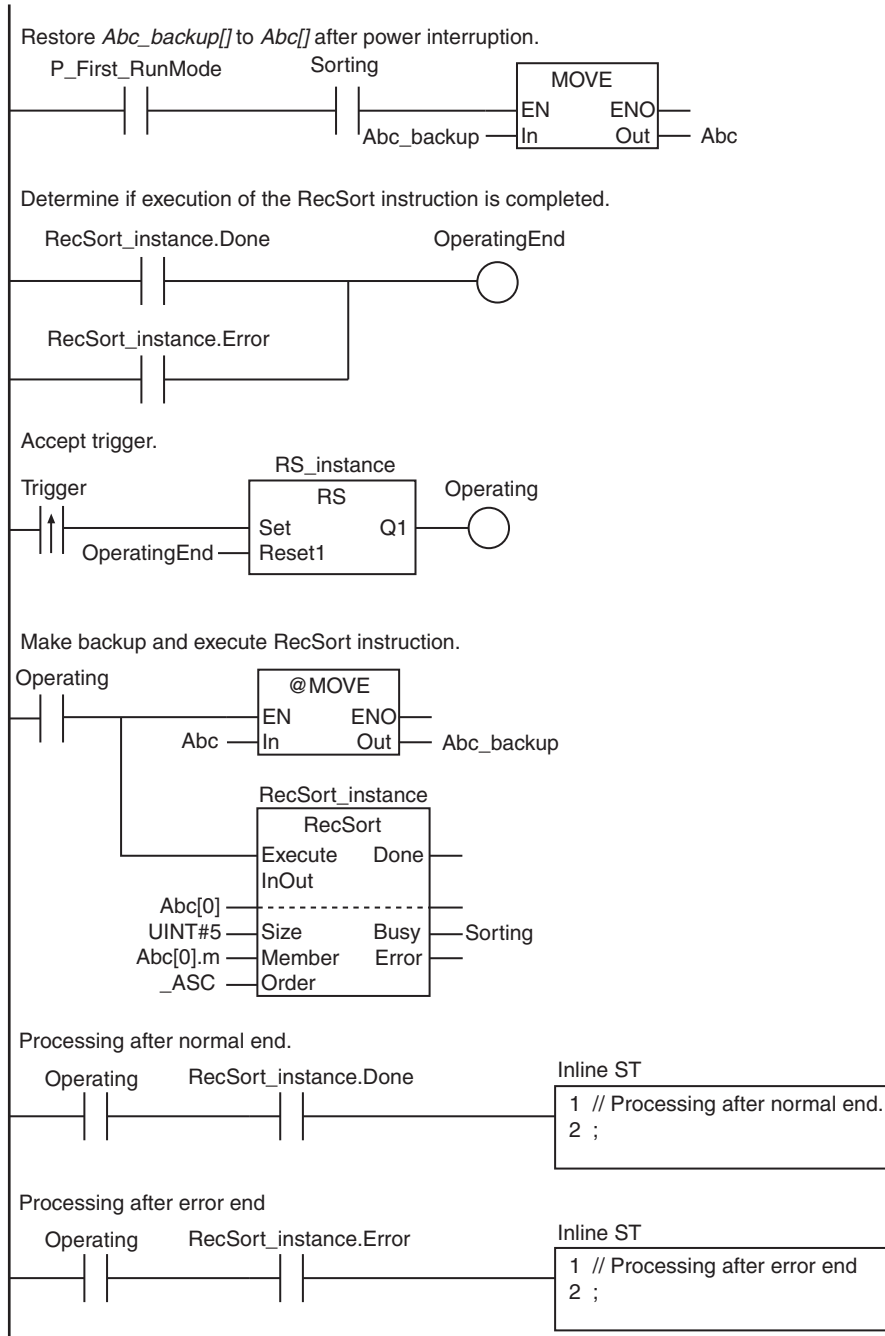 Restore Abc_backup[] to Abc[] after power interruption.
P_First_RunMode Sorting
MOVE
EN ENO
Abc_backup In Out Abc
Determine if execution of the RecSort instruction is completed.
RecSort_instance.Done OperatingEnd
RecSort_instance.Error
Accept trigger.
RS_instance
Trigger RS Operating
Set Q1
OperatingEnd Reset1
Make backup and execute RecSort instruction.
Operating @MOVE
EN ENO
Abc In Out Abc_backup
RecSort_instance
RecSort
Execute Done
InOut
Abc[0]
UINT#5 Size Busy Sorting
Abc[0].m Member Error
_ASC Order
Processing after normal end.
Operating RecSort_instance.Done Inline ST
1 // Processing after normal end.
2 ;
Processing after error end
Operating RecSort_instance.Error Inline ST
1 // Processing after error end
2 ;